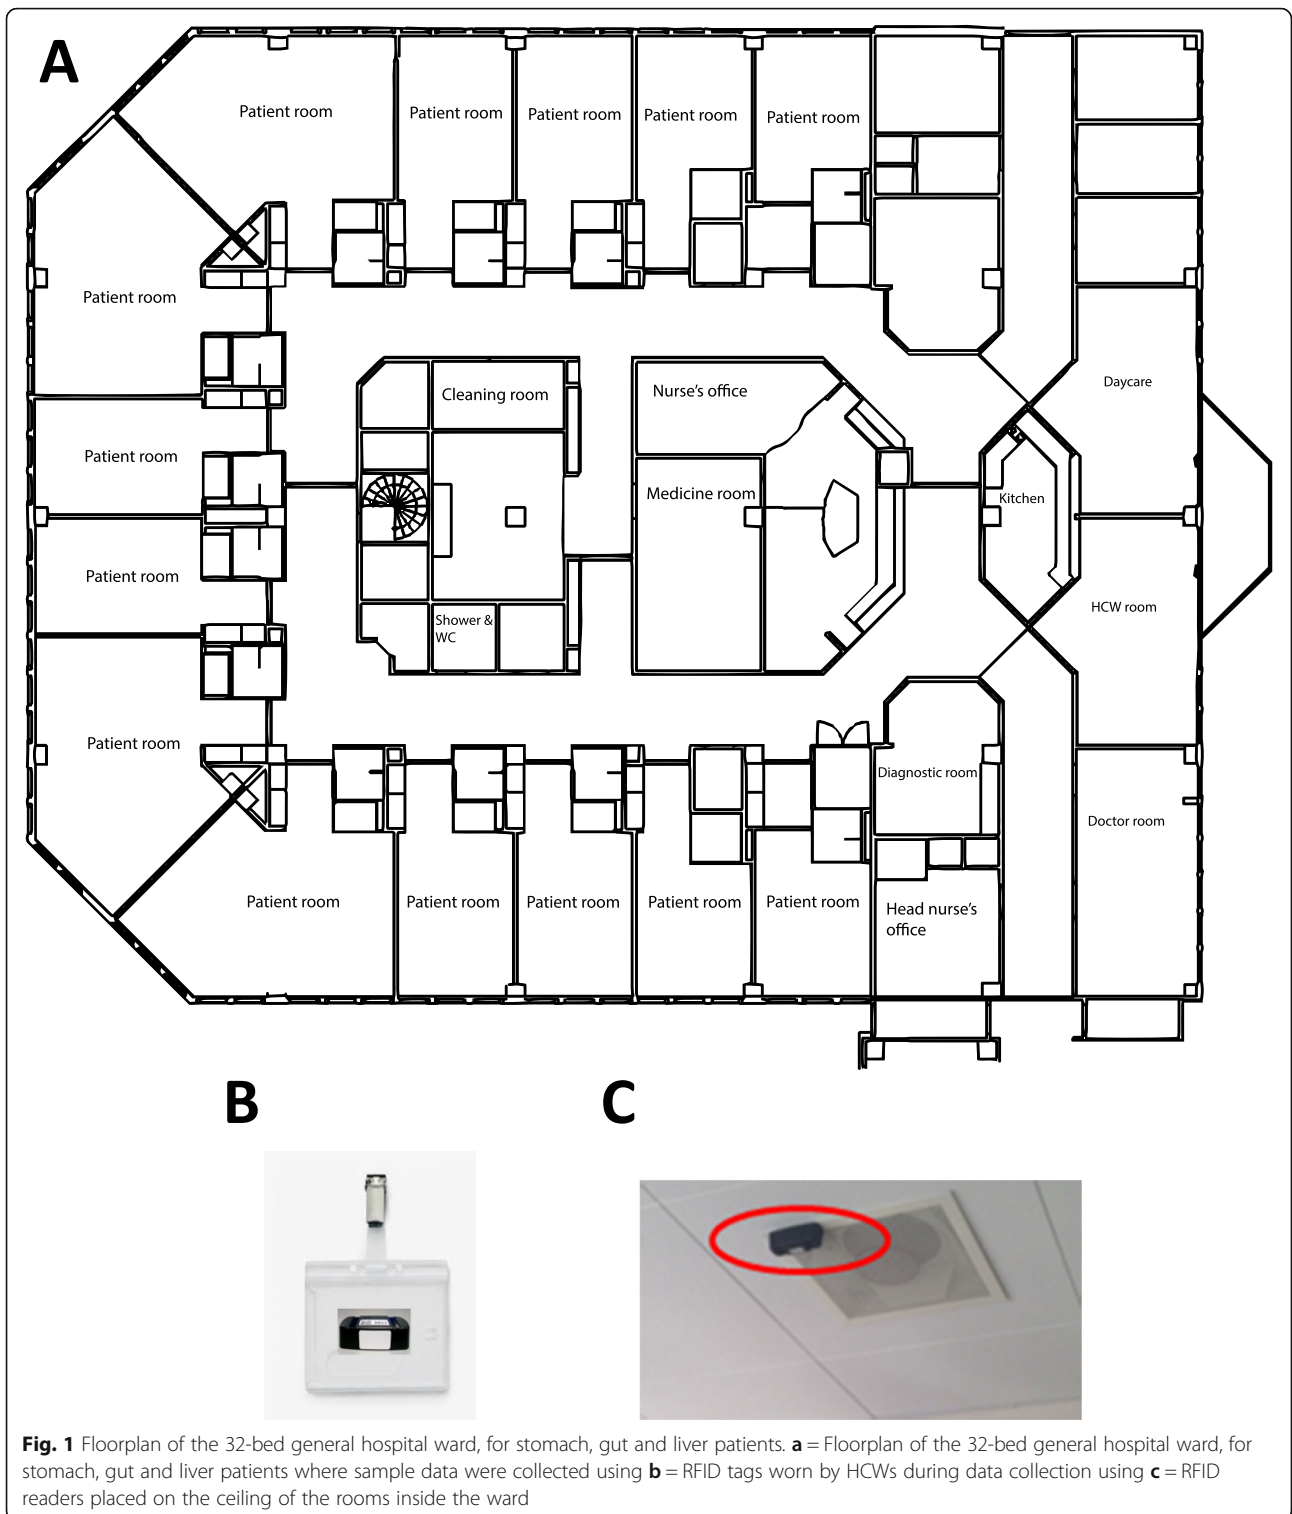 A
Patient room
Patient room
Patient room
Patient room
Patient room
Patient room
Cleaning room
Nurse's office
Daycare
Patient room
Medicine room
Kitchen
Patient room
HCW room
Shower &
WC
Patient room
Diagnostic room
Doctor room
Patient room
Patient room
Patient room
Patient room
Patient room
Head nurse's
office
B
C
Fig. 1 Floorplan of the 32-bed general hospital ward, for stomach, gut and liver patients. a = Floorplan of the 32-bed general hospital ward, for
stomach, gut and liver patients where sample data were collected using b = RFID tags worn by HCWs during data collection using c = RFID
readers placed on the ceiling of the rooms inside the ward